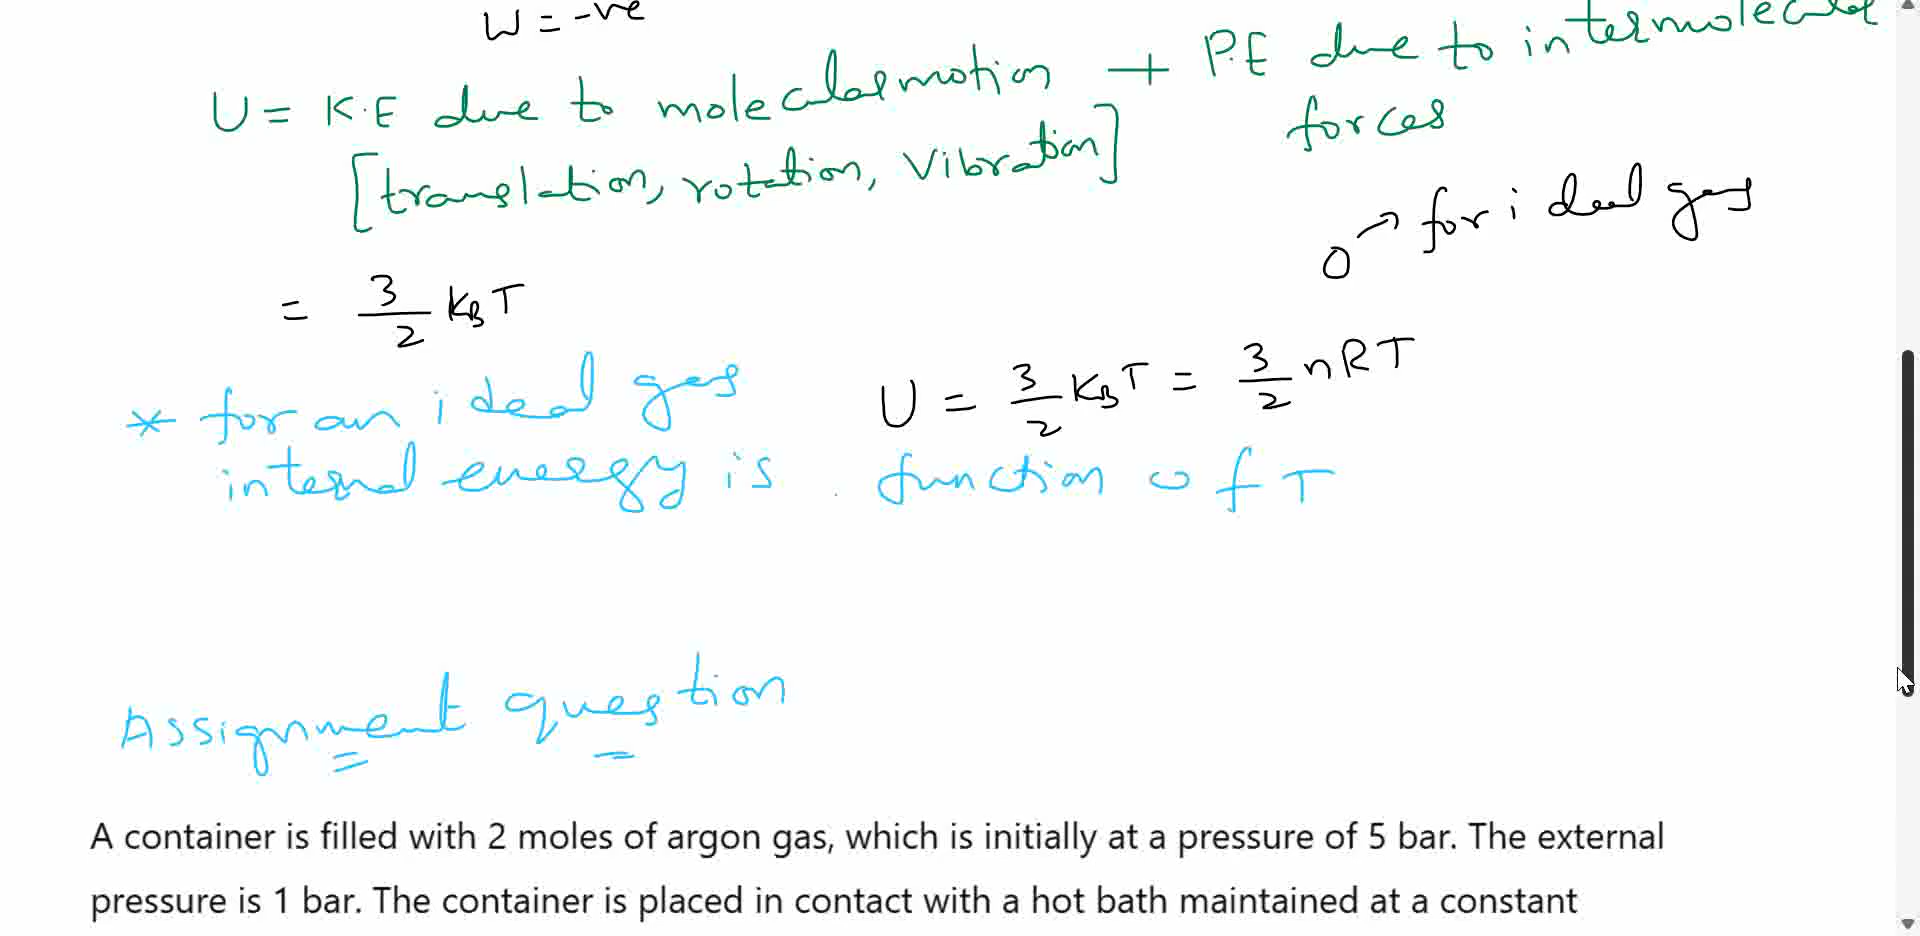 W = -ve
U = K.E due to molecular motion + P.E due to intermolecular forces
[translation, rotation, vibration]
0 → for ideal gas
= 3/2 KBT
* for an ideal gas U = 3/2 KBT = 3/2 nRT
internal energy is function of T
Assignment question
A container is filled with 2 moles of argon gas, which is initially at a pressure of 5 bar. The external
pressure is 1 bar. The container is placed in contact with a hot bath maintained at a constant